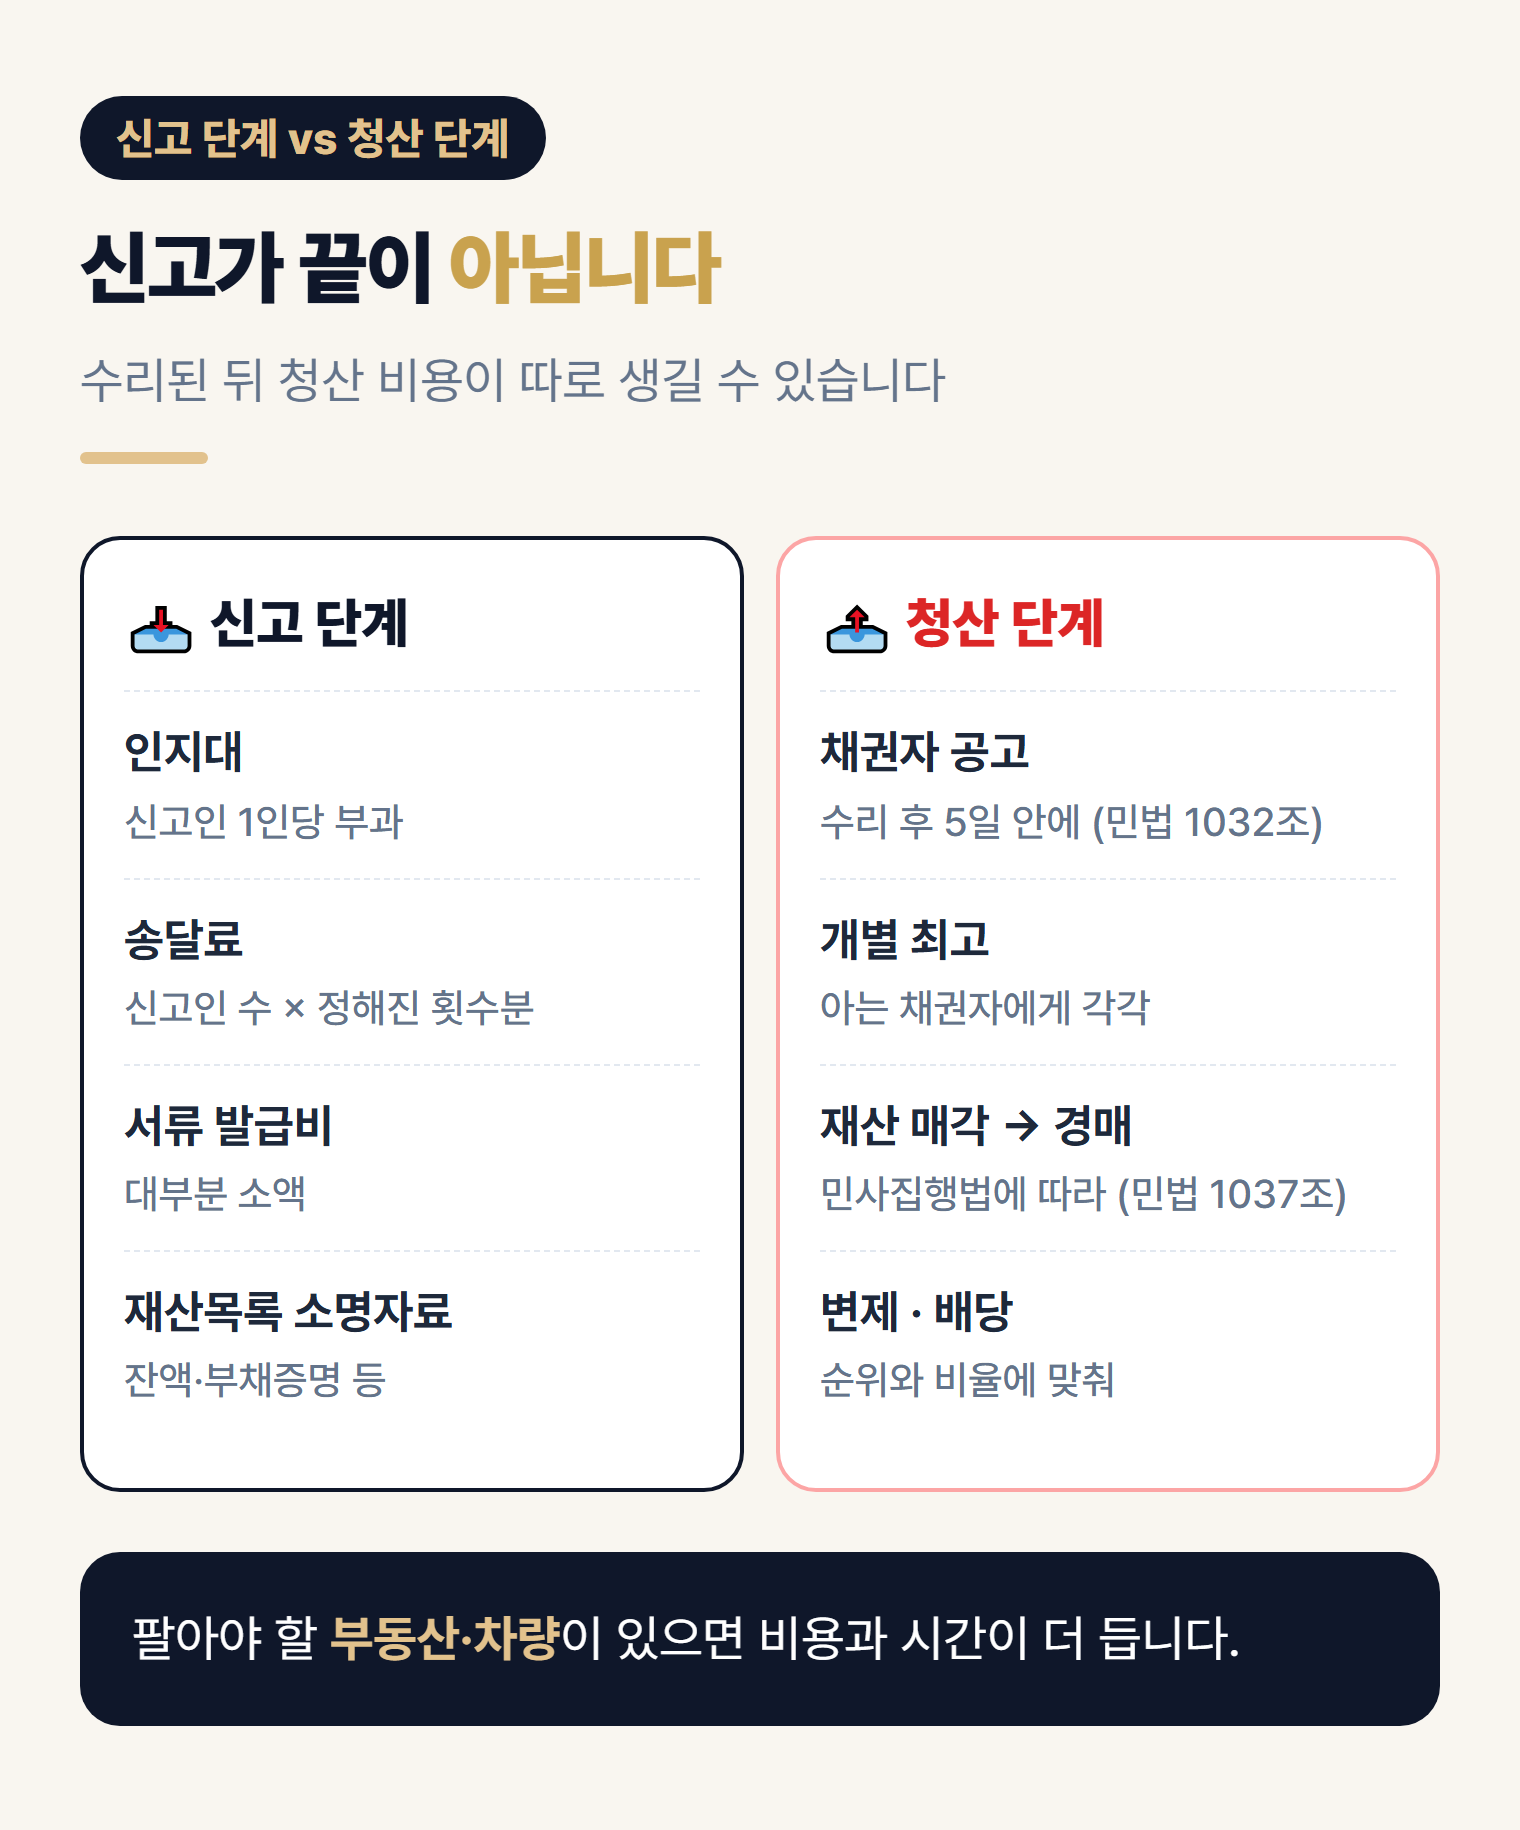 신고 단계 vs 청산 단계
신고가 끝이 아닙니다
수리된 뒤 청산 비용이 따로 생길 수 있습니다
신고 단계
인지대
신고인 1인당 부과
송달료
신고인 수 × 정해진 횟수분
서류 발급비
대부분 소액
재산목록 소명자료
잔액·부채증명 등
청산 단계
채권자 공고
수리 후 5일 안에 (민법 1032조)
개별 최고
아는 채권자에게 각각
재산 매각 → 경매
민사집행법에 따라 (민법 1037조)
변제 · 배당
순위와 비율에 맞춰
팔아야 할 부동산·차량이 있으면 비용과 시간이 더 듭니다.